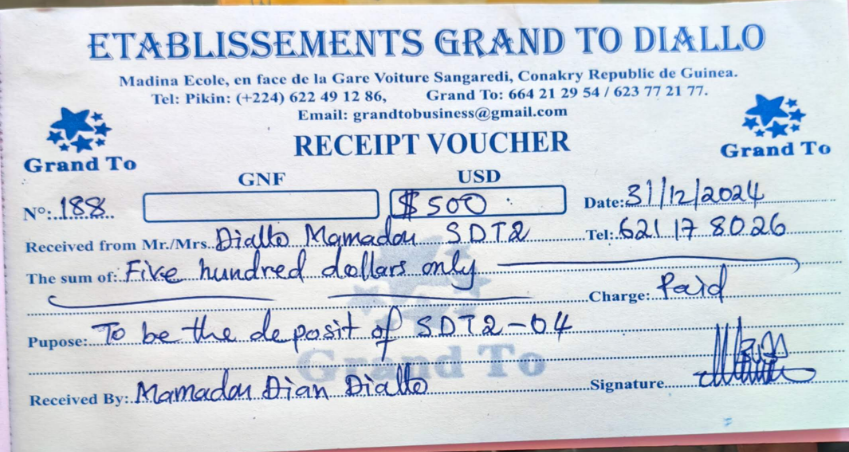 ETABLISSEMENTS GRAND TO DIALLO
Madina Ecole, en face de la Gare Voiture Sangaredi, Conakry Republic de Guinea.
Tel: Pikin: (+224) 622 49 12 86, Grand To: 664 21 29 54 / 623 77 21 77.
Email: grandtobusiness@gmail.com
RECEIPT VOUCHER
Grand To
Grand To
GNF USD
N°: 188 $500 Date: 31/12/2024
Received from Mr./Mrs. Diallo Mamadou SDT2 Tel: 621 17 80 26
The sum of: Five hundred dollars only
Charge: Paid
Pupose: To be the deposit of SDT2-04
Grand To
Received By: Mamadou Dian Diallo Signature